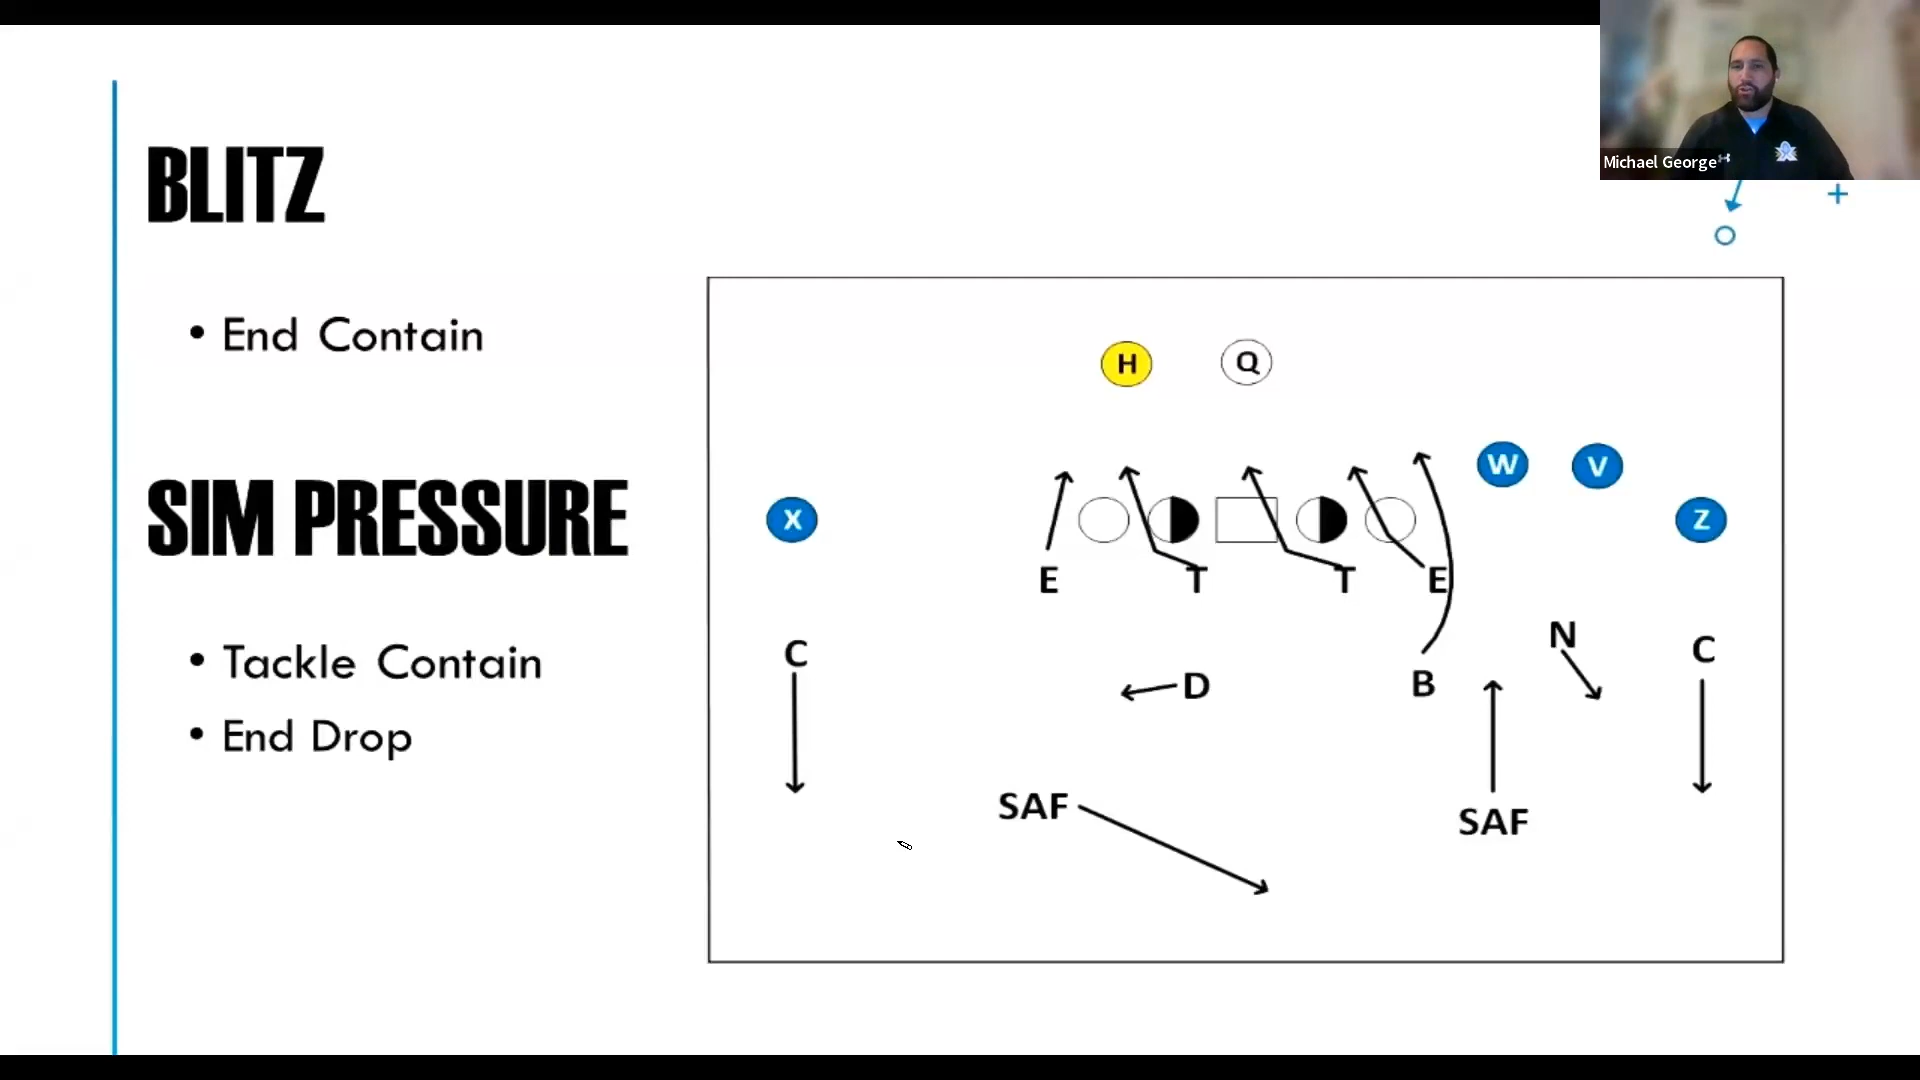 Michael George
BLITZ
• End Contain
SIM PRESSURE
• Tackle Contain
• End Drop
H Q
W V
X Z
E T T E
C N C
D B
SAF SAF